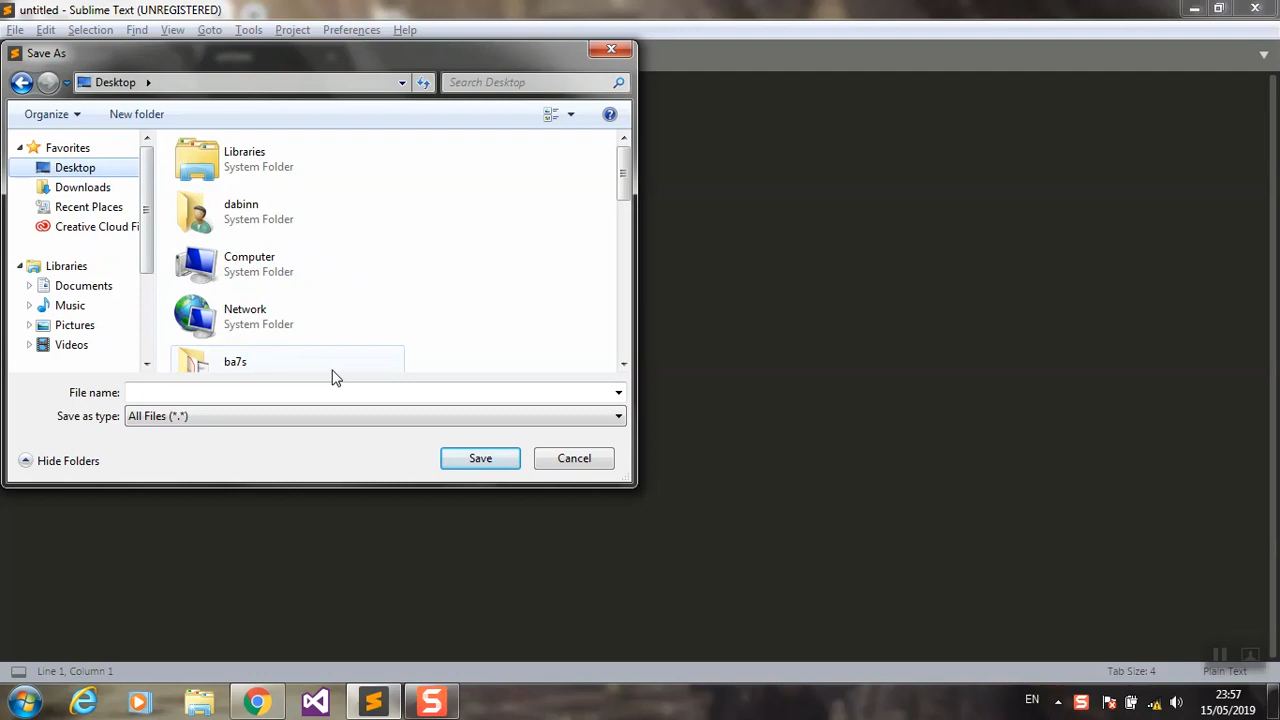 untitled - Sublime Text (UNREGISTERED)
File Edit Selection Find View Goto Tools Project Preferences Help
Save As
Desktop
Search Desktop
Organize New folder
Favorites
Desktop
Downloads
Recent Places
Creative Cloud Fi
Libraries
Documents
Music
Pictures
Videos
Libraries
System Folder
dabinn
System Folder
Computer
System Folder
Network
System Folder
ba7s
File name:
Save as type: All Files (*.*)
Hide Folders
Save Cancel
Line 1, Column 1 Tab Size: 4 Plain Text
EN
23:57
15/05/2019